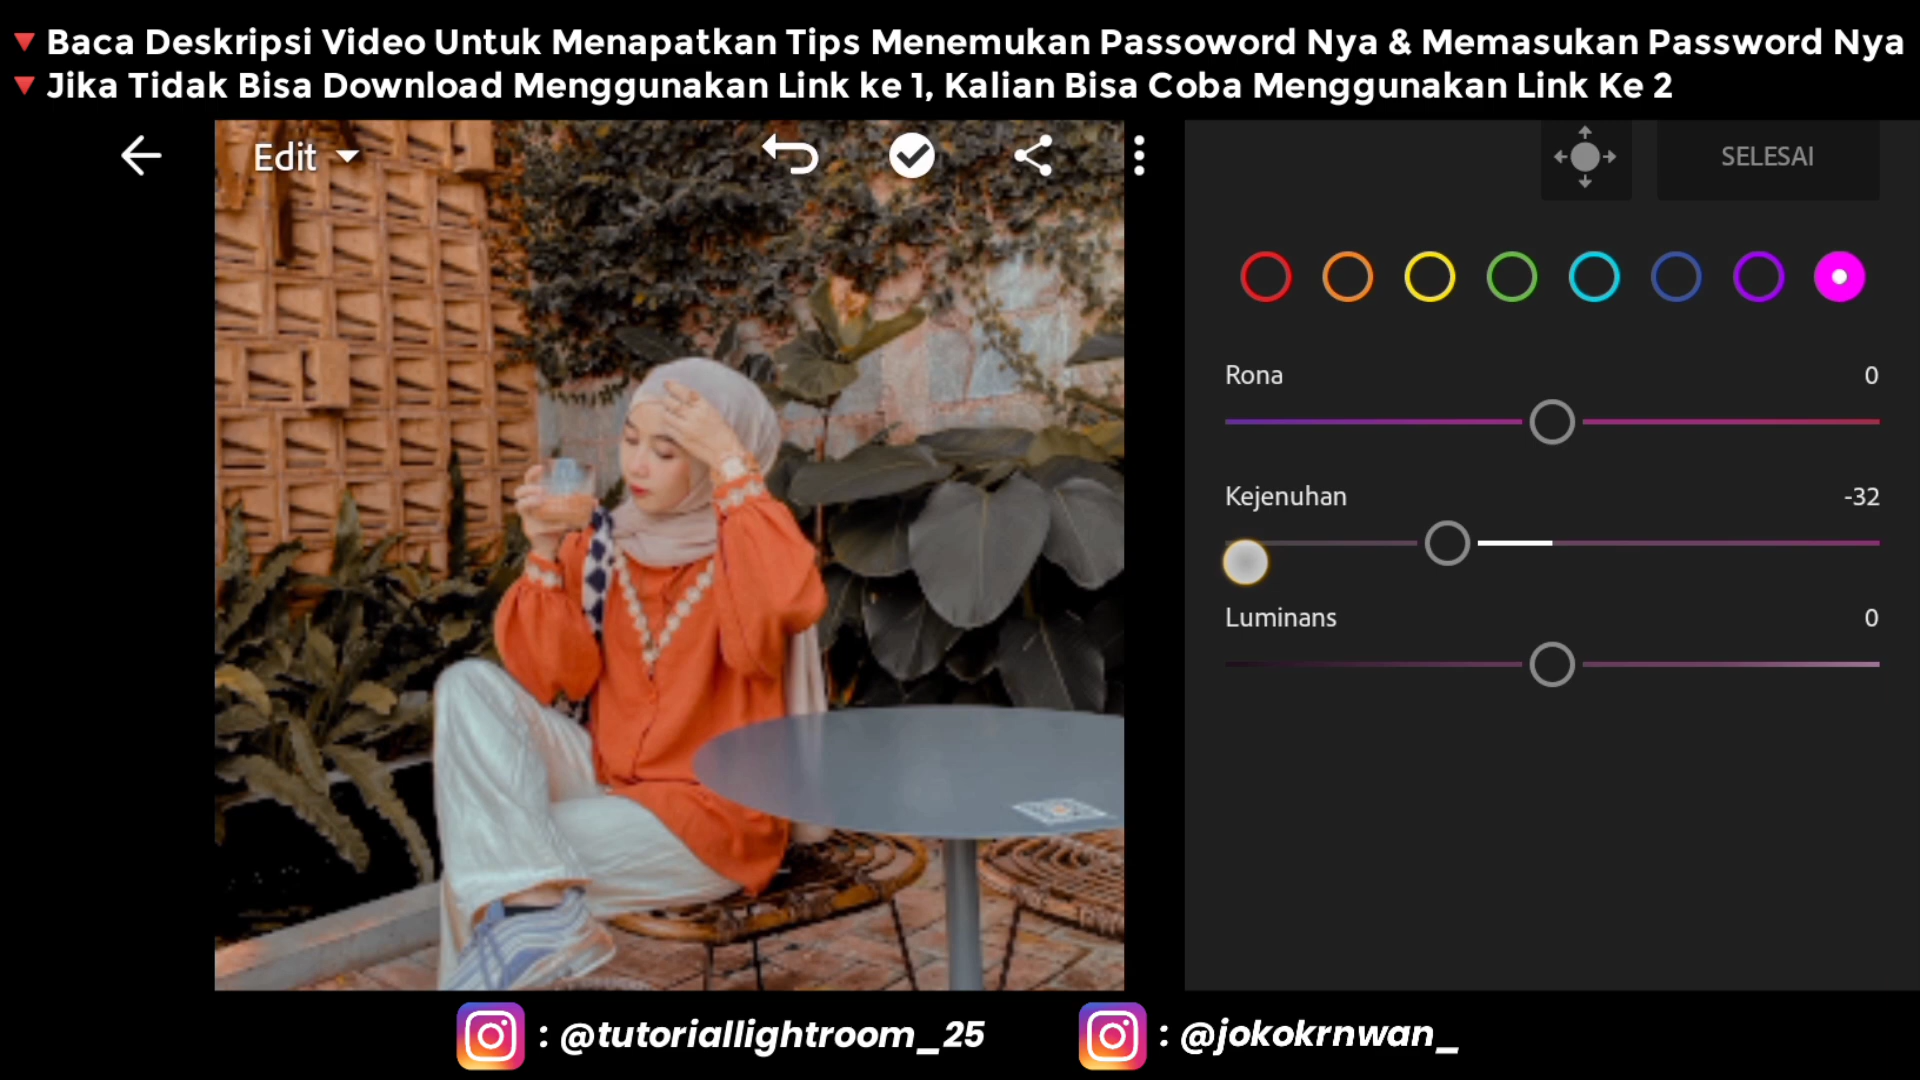 Baca Deskripsi Video Untuk Menapatkan Tips Menemukan Passoword Nya & Memasukan Password Nya
Jika Tidak Bisa Download Menggunakan Link ke 1, Kalian Bisa Coba Menggunakan Link Ke 2
Edit
SELESAI
Rona 0
Kejenuhan -32
Luminans 0
: @tutoriallightroom_25 : @jokokrnwan_